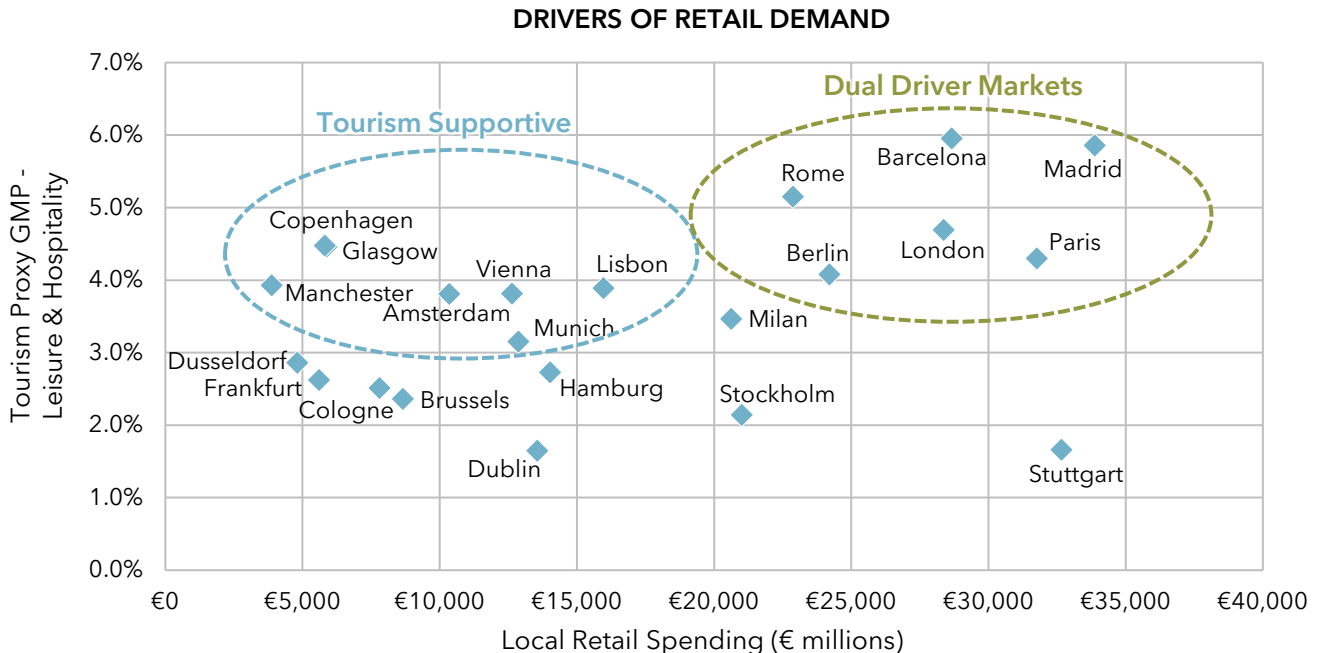 DRIVERS OF RETAIL DEMAND
7.0%
Dual Driver Markets
Tourism Supportive
6.0%
Barcelona
Madrid
Rome
5.0%
Copenhagen
Glasgow
London
Paris
Berlin
Vienna
Lisbon
4.0%
Manchester
Amsterdam
Munich
Milan
3.0%
Dusseldorf
Frankfurt
Hamburg
Cologne
Brussels
Stockholm
2.0%
Dublin
Stuttgart
1.0%
0.0%
Tourism Proxy GMP -
Leisure & Hospitality
€0
€5,000
€10,000
€15,000
€20,000
€25,000
€30,000
€35,000
€40,000
Local Retail Spending (€ millions)